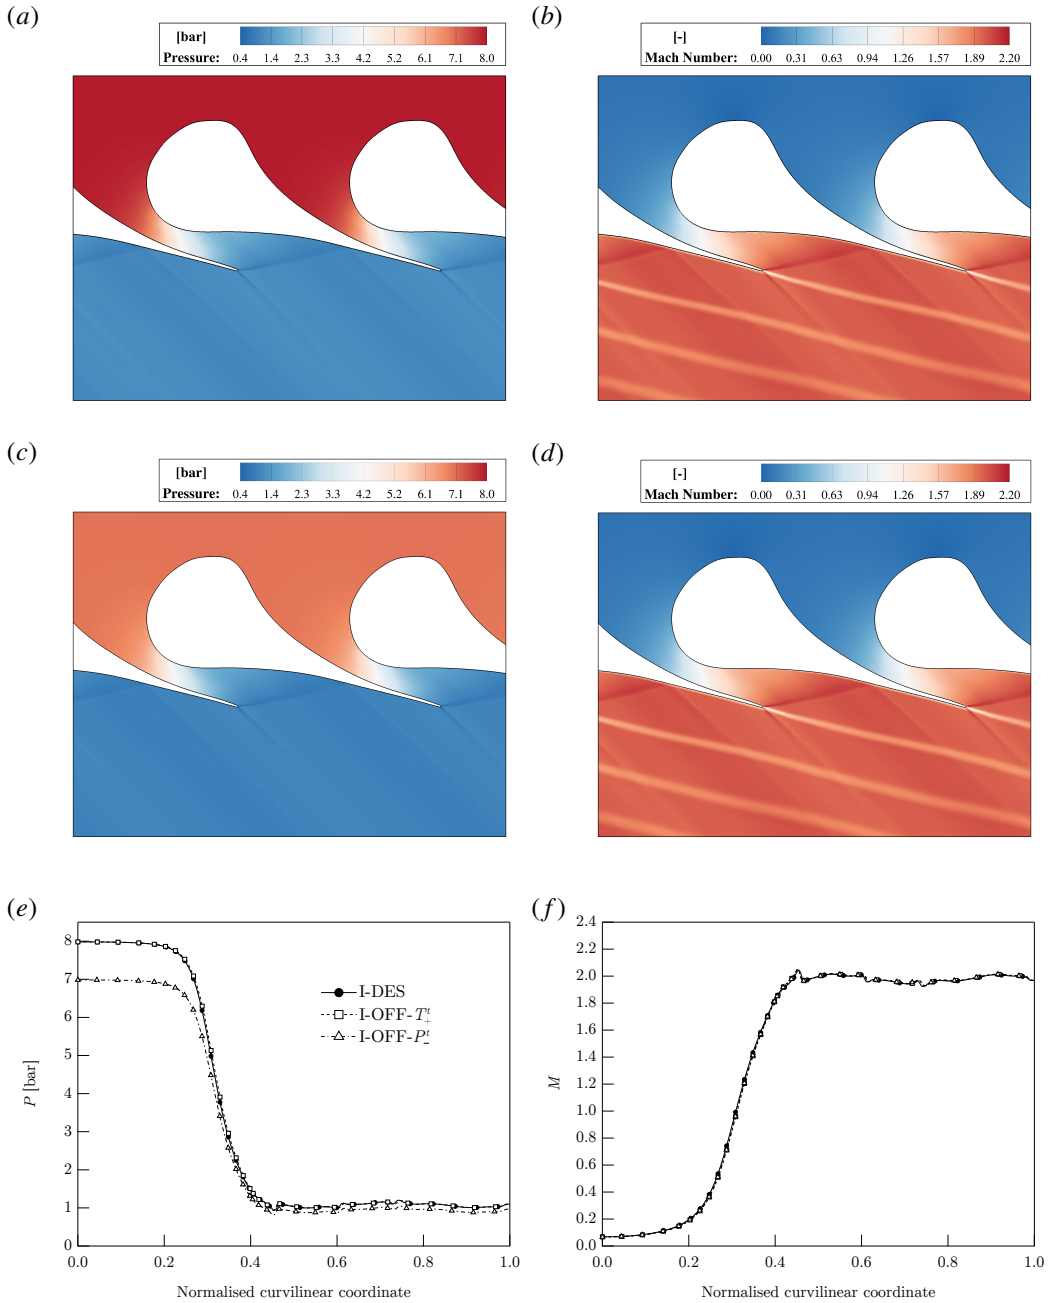 (a)
[bar]
Pressure: 0.4 1.4 2.3 3.3 4.2 5.2 6.1 7.1 8.0
(b)
[-]
Mach Number: 0.00 0.31 0.63 0.94 1.26 1.57 1.89 2.20
(c)
[bar]
Pressure: 0.4 1.4 2.3 3.3 4.2 5.2 6.1 7.1 8.0
(d)
[-]
Mach Number: 0.00 0.31 0.63 0.94 1.26 1.57 1.89 2.20
(e)
8
7
6
5
4
3
2
1
0
P [bar]
I-DES
I-OFF-T₊ᵗ
I-OFF-P₋ᵗ
0 0.2 0.4 0.6 0.8 1.0
Normalised curvilinear coordinate
(f)
2.4
2.2
2.0
1.8
1.6
1.4
1.2
1.0
0.8
0.6
0.4
0.2
0.0
M
0.0 0.2 0.4 0.6 0.8 1.0
Normalised curvilinear coordinate